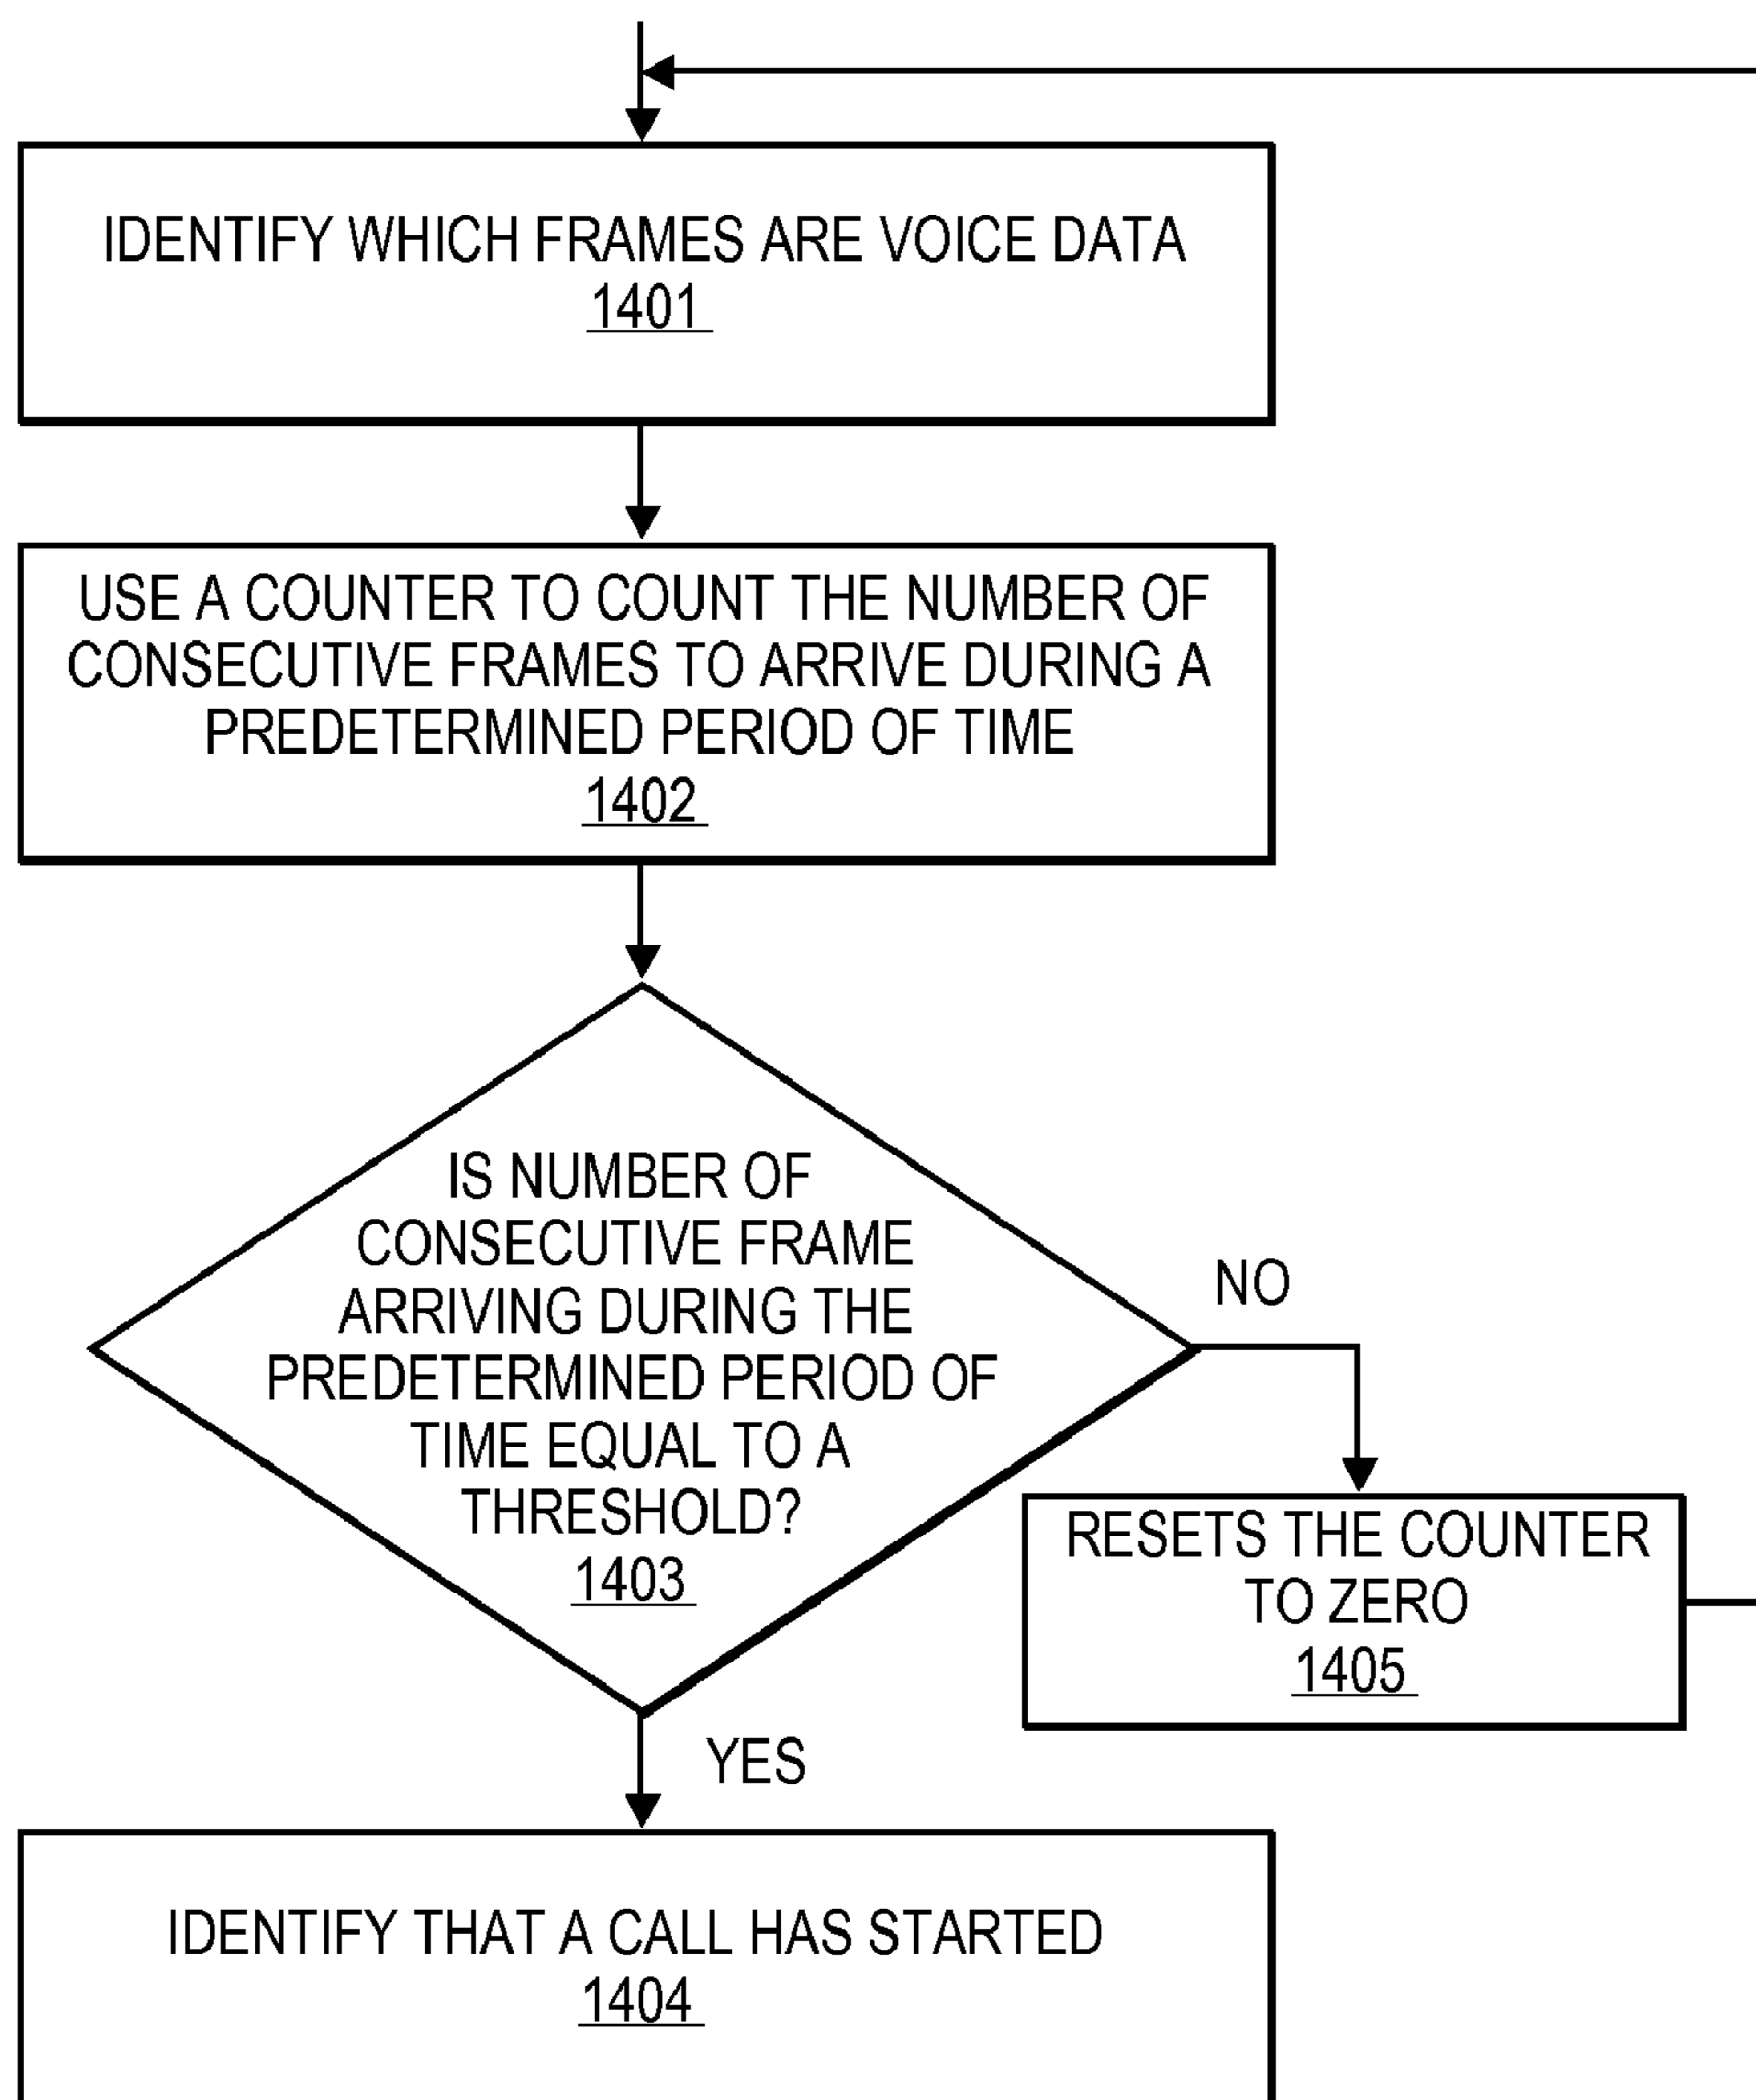 IDENTIFY WHICH FRAMES ARE VOICE DATA
1401
USE A COUNTER TO COUNT THE NUMBER OF
CONSECUTIVE FRAMES TO ARRIVE DURING A
PREDETERMINED PERIOD OF TIME
1402
IS NUMBER OF
CONSECUTIVE FRAME
ARRIVING DURING THE
PREDETERMINED PERIOD OF
TIME EQUAL TO A
THRESHOLD?
1403
NO
RESETS THE COUNTER
TO ZERO
1405
YES
IDENTIFY THAT A CALL HAS STARTED
1404